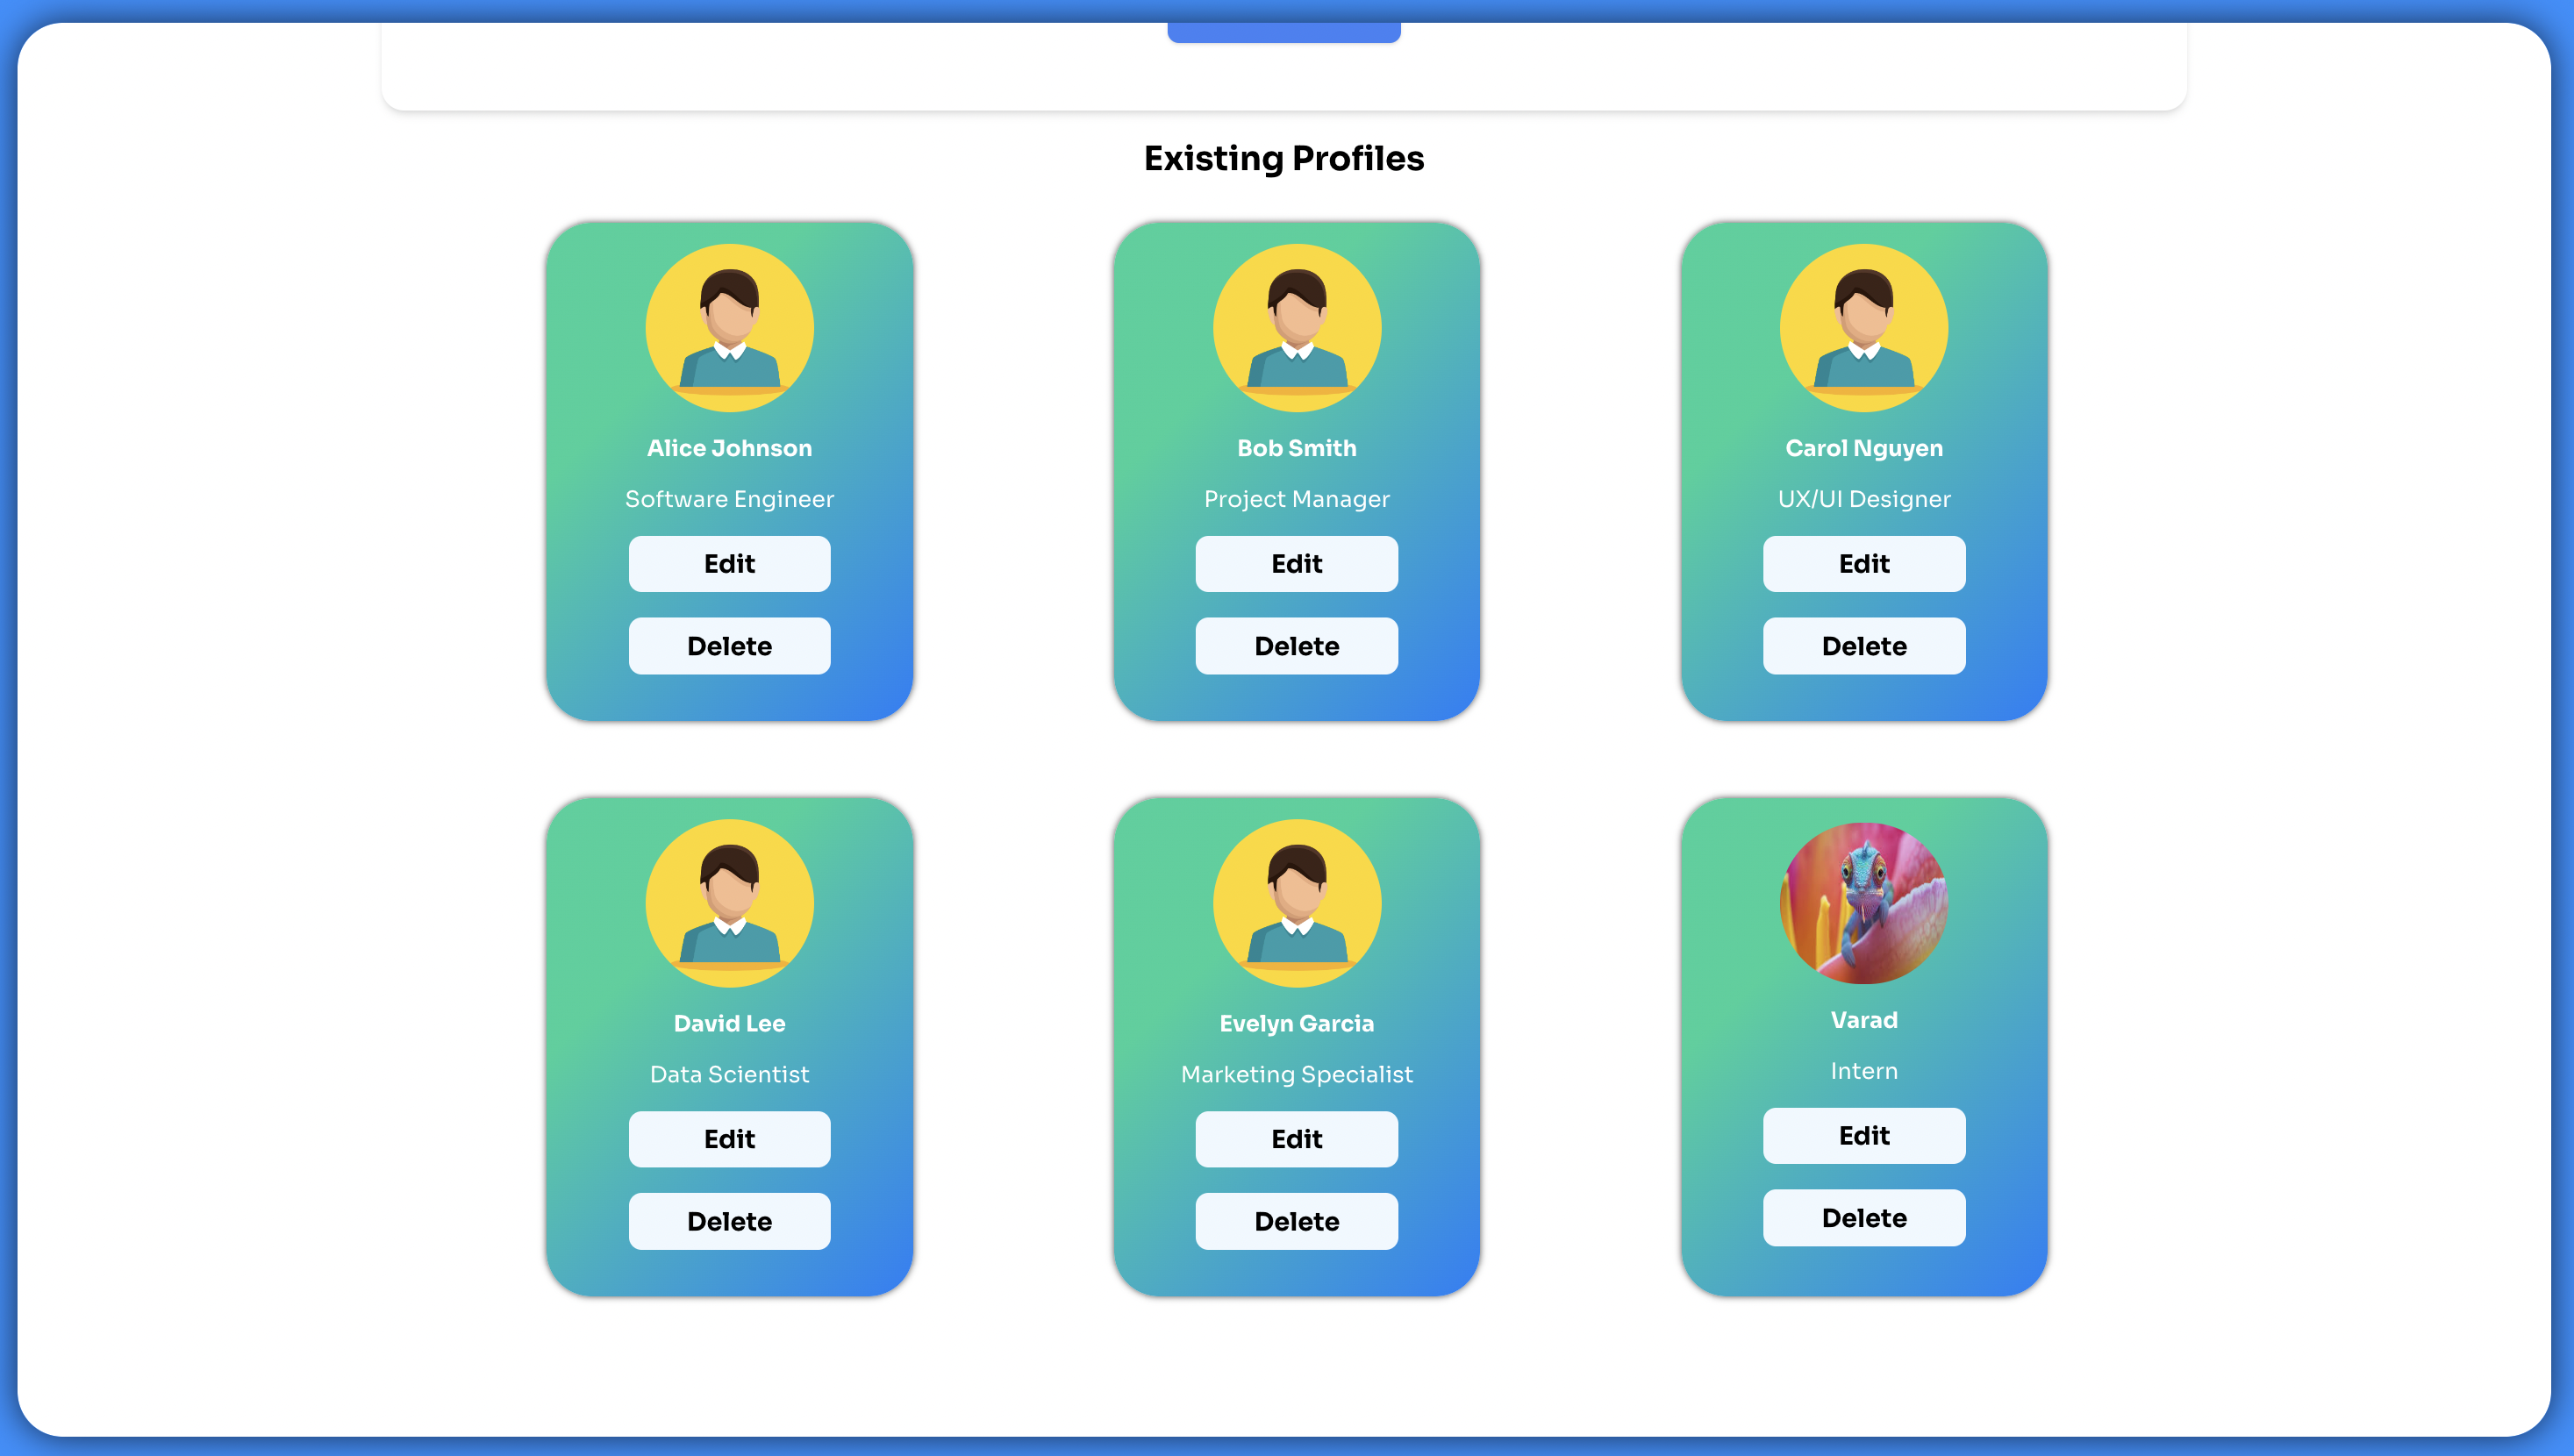 Existing Profiles
Alice Johnson
Software Engineer
Edit
Delete
Bob Smith
Project Manager
Edit
Delete
Carol Nguyen
UX/UI Designer
Edit
Delete
David Lee
Data Scientist
Edit
Delete
Evelyn Garcia
Marketing Specialist
Edit
Delete
Varad
Intern
Edit
Delete